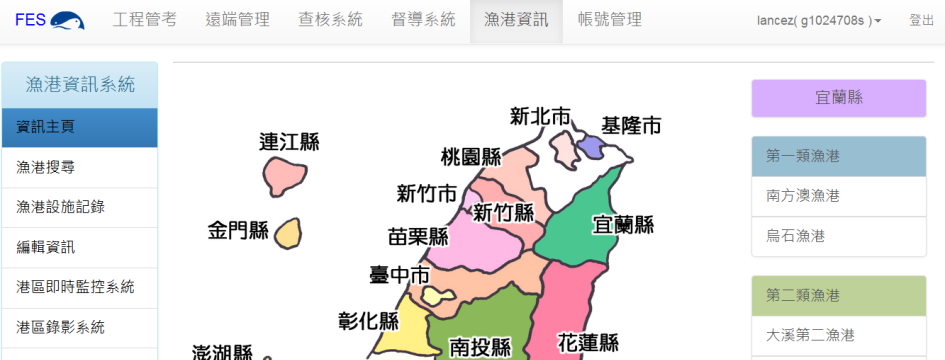 FES 工程管考 遠端管理 查核系統 督導系統 漁港資訊 帳號管理 lancez( g1024708s ) 登出
漁港資訊系統
資訊主頁
漁港搜尋
漁港設施記錄
編輯資訊
港區即時監控系統
港區錄影系統
新北市
基隆市
連江縣
桃園縣
新竹市
新竹縣
金門縣
苗栗縣
宜蘭縣
臺中市
彰化縣
南投縣
花蓮縣
澎湖縣
宜蘭縣
第一類漁港
南方澳漁港
烏石漁港
第二類漁港
大溪第二漁港